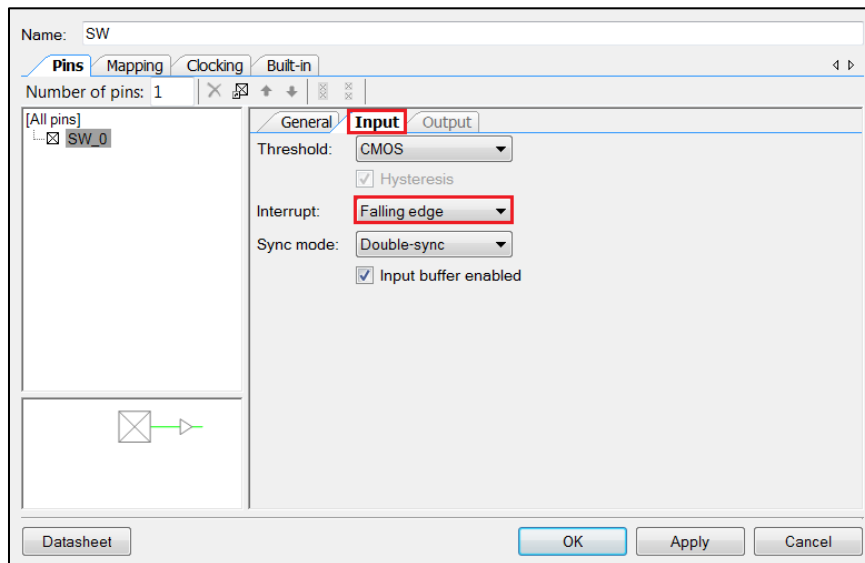 Name: SW
Pins Mapping Clocking Built-in
Number of pins: 1
[All pins]
SW_0
General Input Output
Threshold: CMOS
Hysteresis
Interrupt: Falling edge
Sync mode: Double-sync
Input buffer enabled
Datasheet OK Apply Cancel